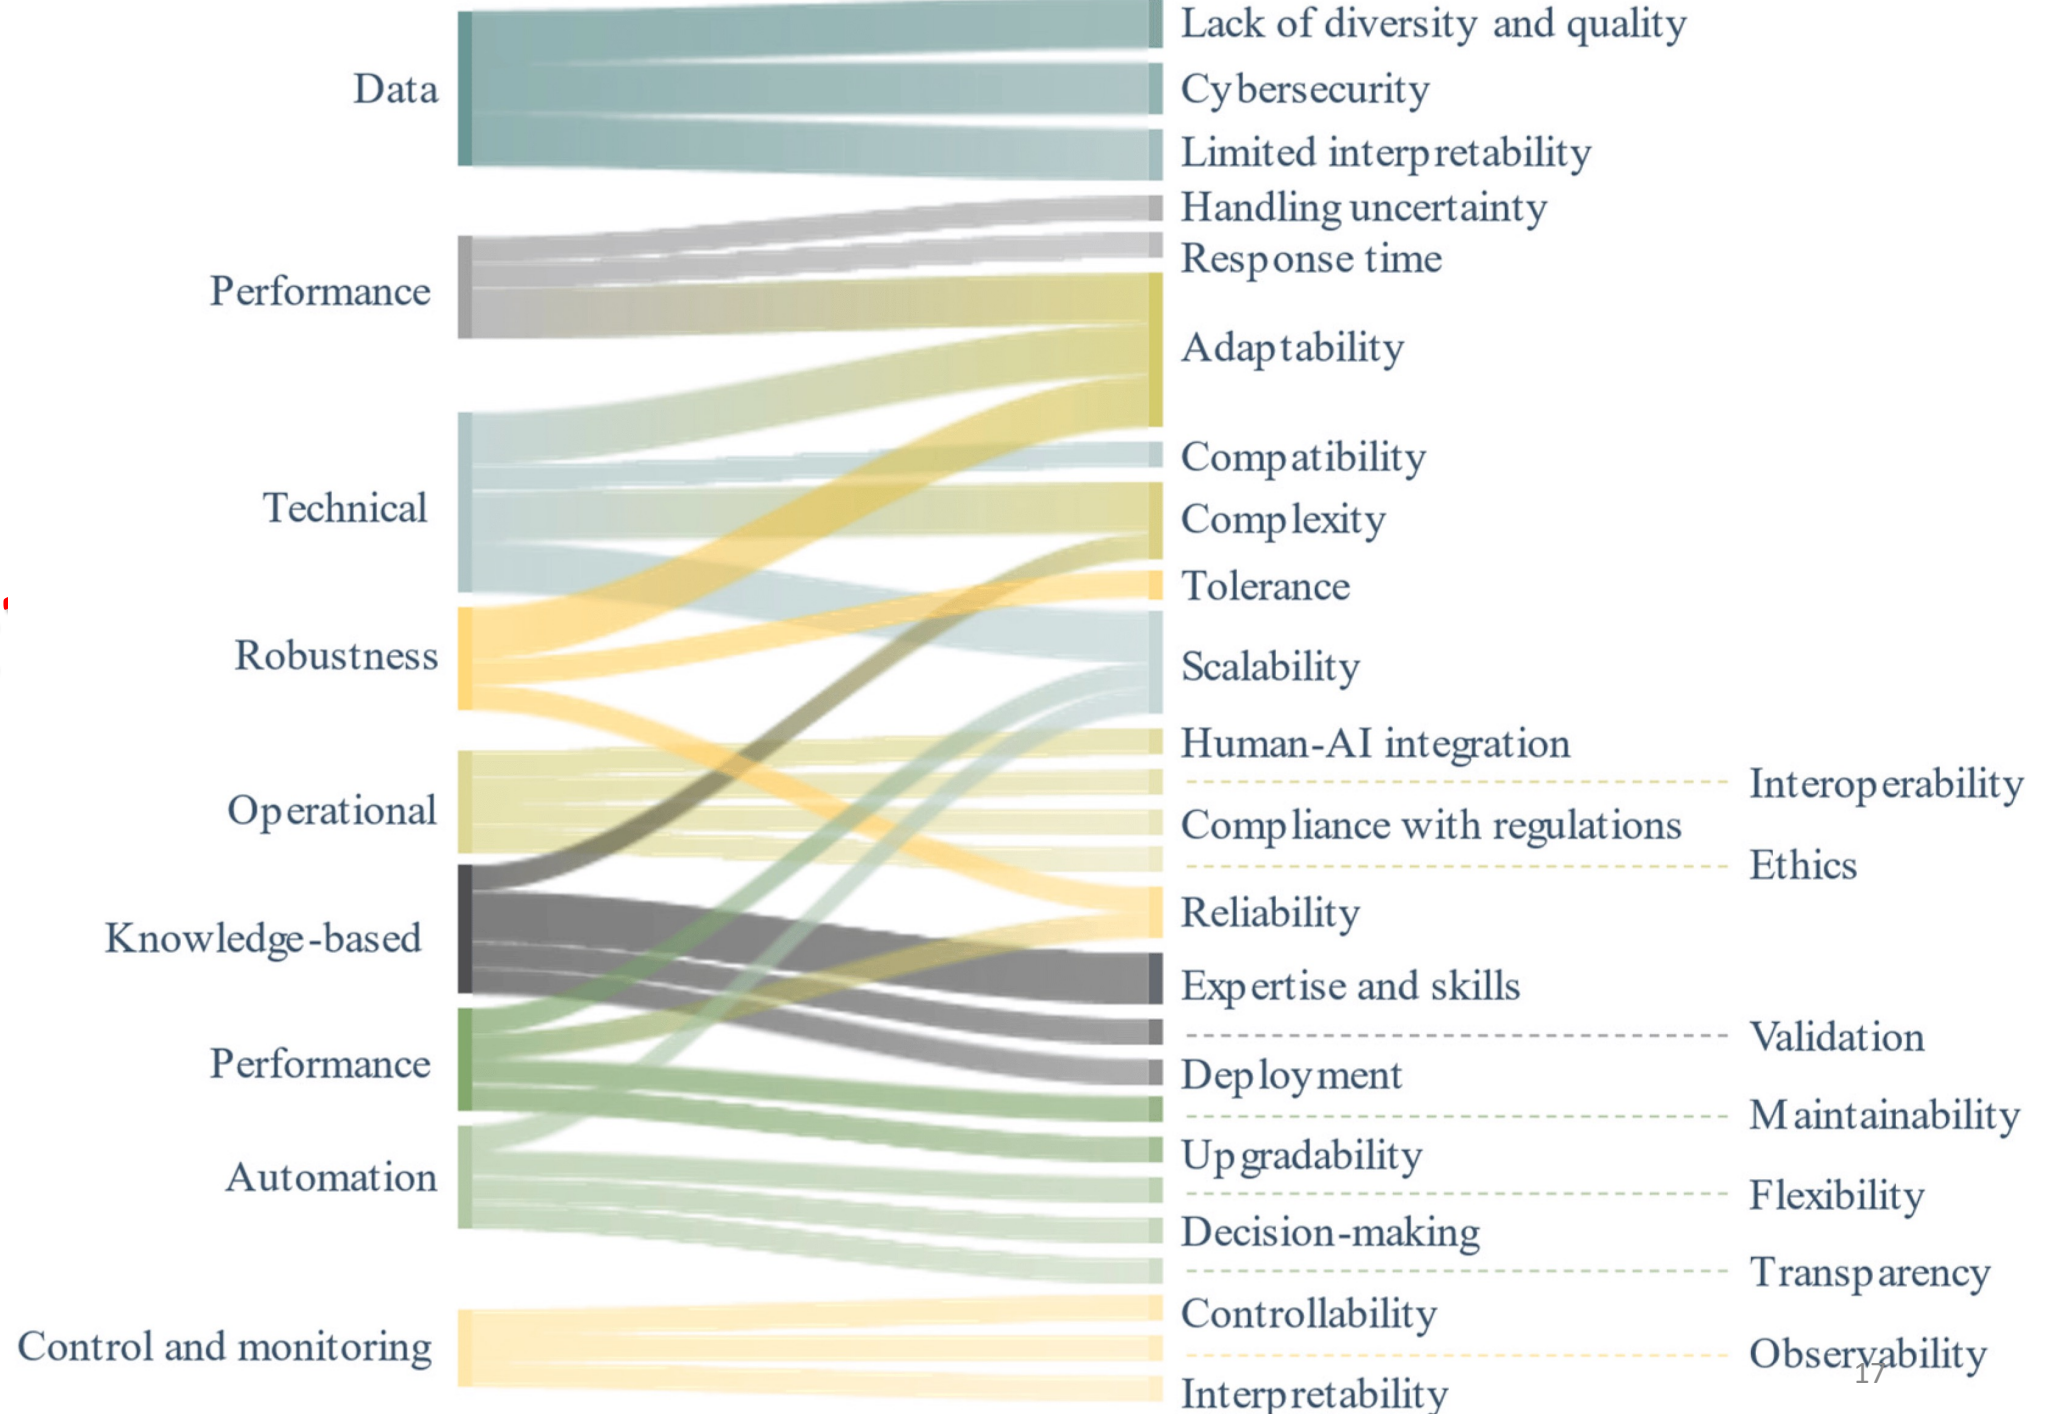 Data
Performance
Technical
Robustness
Operational
Knowledge-based
Performance
Automation
Control and monitoring
Lack of diversity and quality
Cybersecurity
Limited interpretability
Handling uncertainty
Response time
Adaptability
Compatibility
Complexity
Tolerance
Scalability
Human-AI integration
Interoperability
Compliance with regulations
Ethics
Reliability
Expertise and skills
Validation
Deployment
Maintainability
Upgradability
Flexibility
Decision-making
Transparency
Controllability
Observability
17
Interpretability